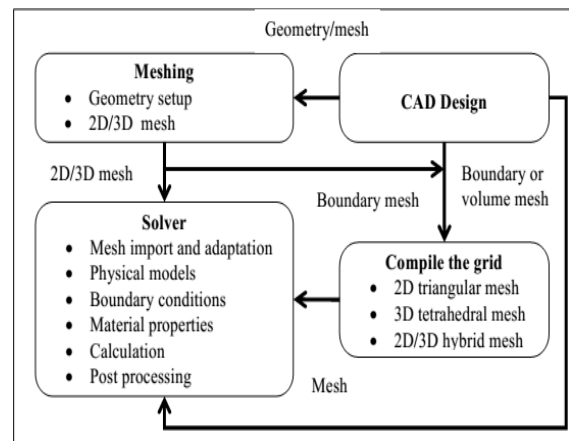 Geometry/mesh
Meshing
• Geometry setup
• 2D/3D mesh
CAD Design
2D/3D mesh
Boundary mesh
Boundary or
volume mesh
Solver
• Mesh import and adaptation
• Physical models
• Boundary conditions
• Material properties
• Calculation
• Post processing
Compile the grid
• 2D triangular mesh
• 3D tetrahedral mesh
• 2D/3D hybrid mesh
Mesh